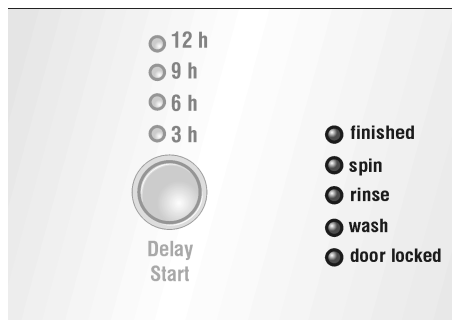 12 h
9 h
6 h
3 h
Delay
Start
finished
spin
rinse
wash
door locked